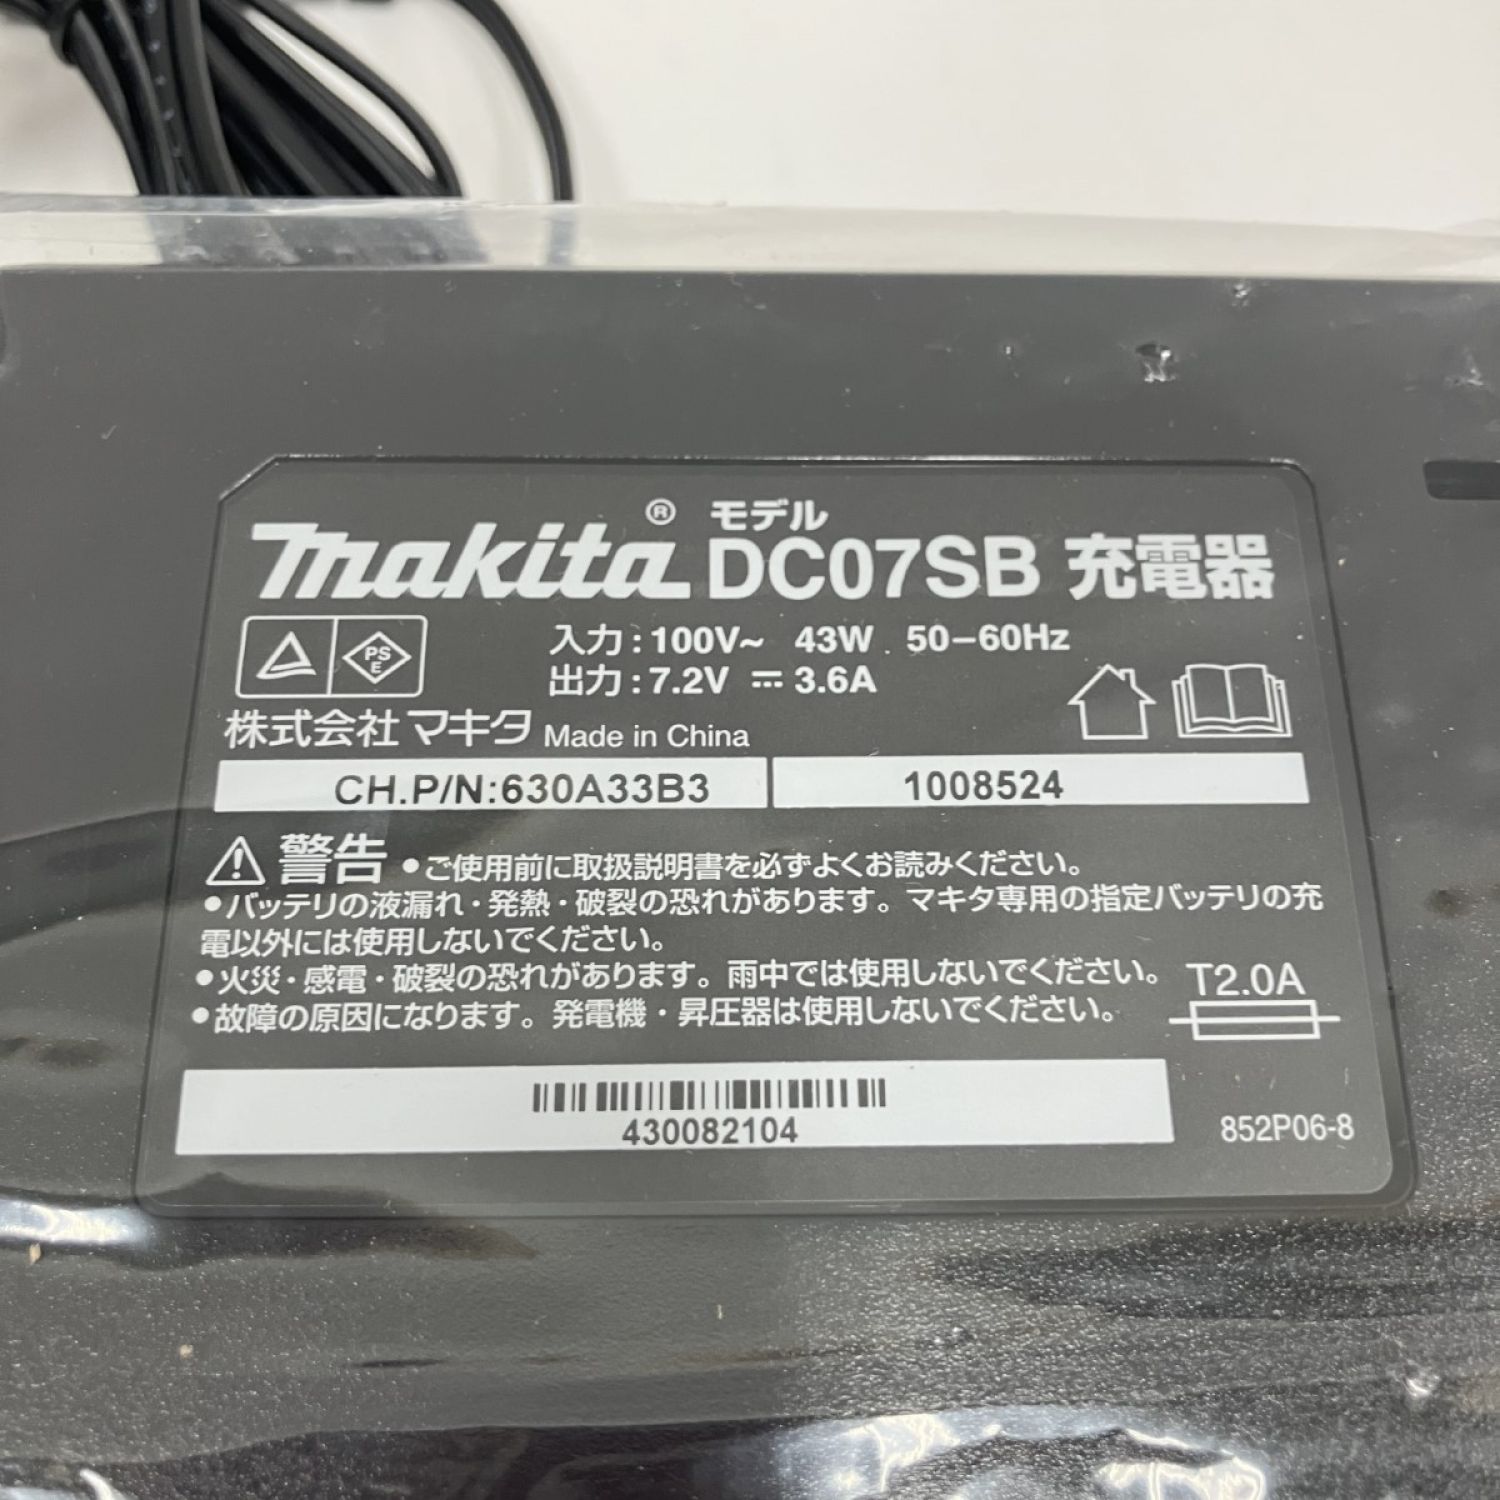 makita® モデル DC07SB 充電器
PS E
入力：100V~ 43W 50−60Hz
出力：7.2V ⎓ 3.6A
株式会社 マキタ Made in China
CH.P/N:630A33B3 1008524
⚠ 警告 ●ご使用前に取扱説明書を必ずよくお読みください。
●バッテリの液漏れ・発熱・破裂の恐れがあります。マキタ専用の指定バッテリの充
電以外には使用しないでください。
●火災・感電・破裂の恐れがあります。雨中では使用しないでください。
●故障の原因になります。発電機・昇圧器は使用しないでください。
T2.0A
430082104
852P06-8